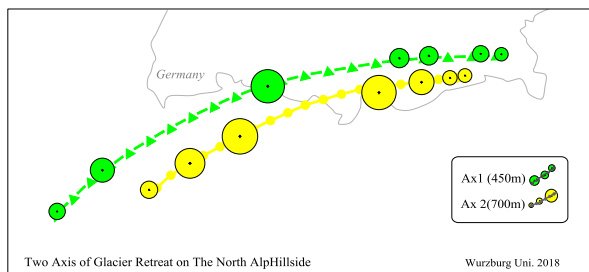 Germany
Ax1 (450m)
Ax 2(700m)
Two Axis of Glacier Retreat on The North AlpHillside
Wurzburg Uni. 2018